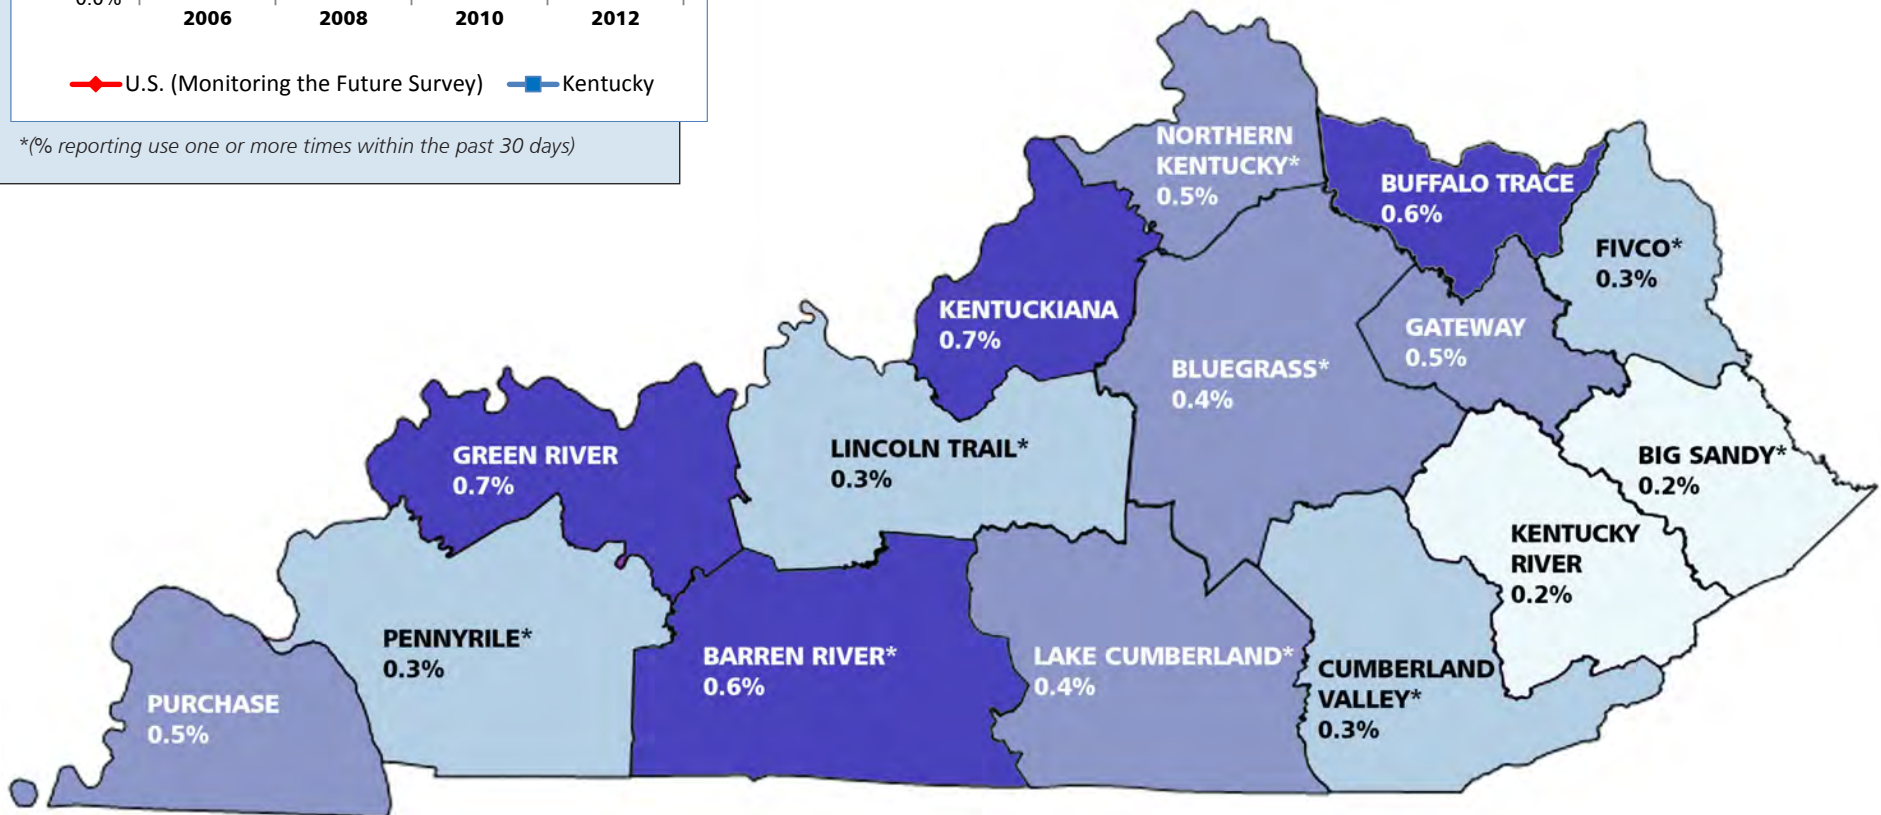 0.0%
2006 2008 2010 2012
U.S. (Monitoring the Future Survey) Kentucky
*(% reporting use one or more times within the past 30 days)
NORTHERN
KENTUCKY*
0.5%
BUFFALO TRACE
0.6%
FIVCO*
0.3%
KENTUCKIANA
0.7%
GATEWAY
0.5%
BLUEGRASS*
0.4%
GREEN RIVER
0.7%
LINCOLN TRAIL*
0.3%
BIG SANDY*
0.2%
KENTUCKY
RIVER
0.2%
PENNYRILE*
0.3%
BARREN RIVER*
0.6%
LAKE CUMBERLAND*
0.4%
CUMBERLAND
VALLEY*
0.3%
PURCHASE
0.5%